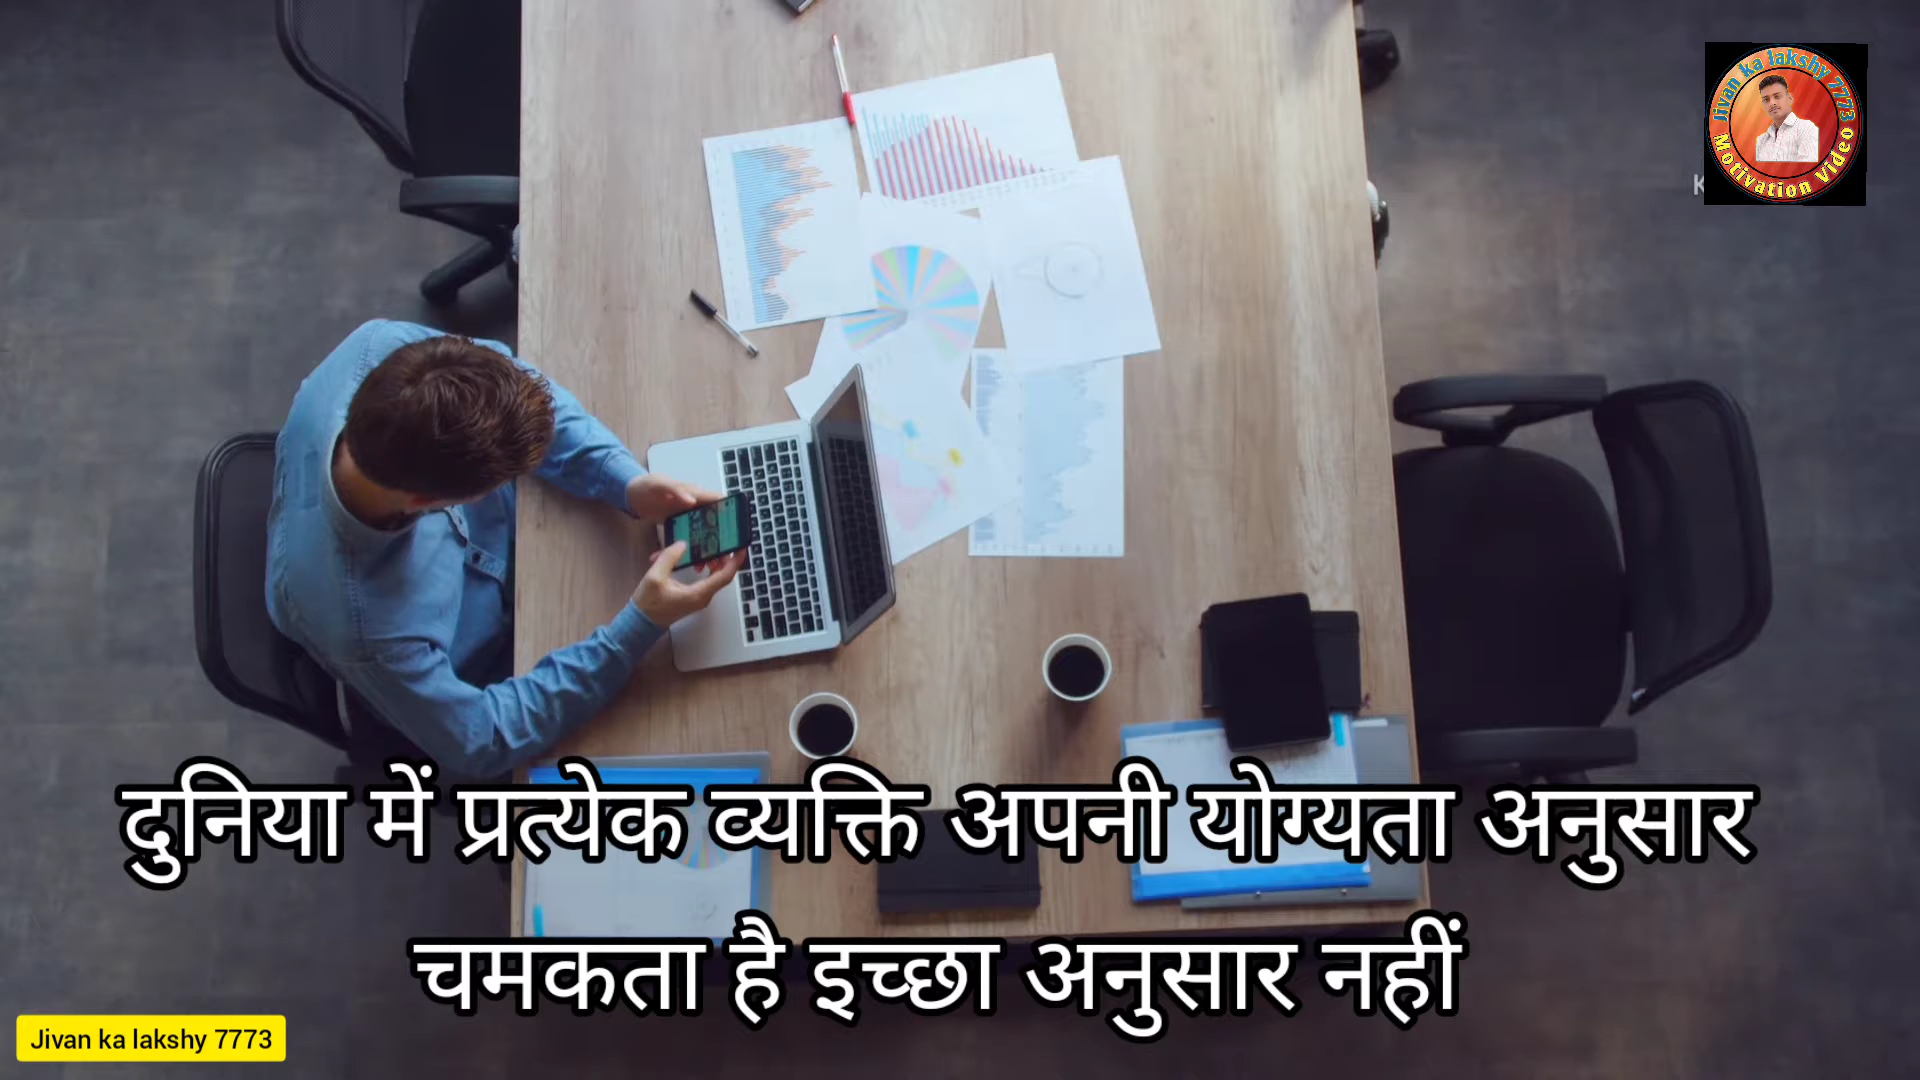 Jivan ka lakshy 7773
Motivation Video
दुनिया में प्रत्येक व्यक्ति अपनी योग्यता अनुसार
चमकता है इच्छा अनुसार नहीं
Jivan ka lakshy 7773